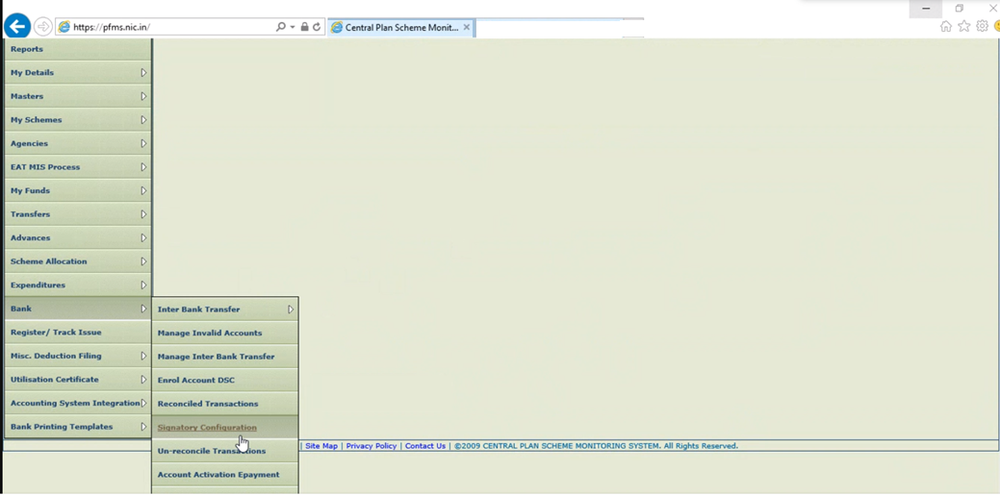 https://pfms.nic.in/
Central Plan Scheme Monit...
Reports
My Details
Masters
My Schemes
Agencies
EAT MIS Process
My Funds
Transfers
Advances
Scheme Allocation
Expenditures
Bank
Register/ Track Issue
Misc. Deduction Filing
Utilisation Certificate
Accounting System Integration
Bank Printing Templates
Inter Bank Transfer
Manage Invalid Accounts
Manage Inter Bank Transfer
Enrol Account DSC
Reconciled Transactions
Signatory Configuration
Un-reconcile Transactions
Account Activation Epayment
| Site Map | Privacy Policy | Contact Us | ©2009 CENTRAL PLAN SCHEME MONITORING SYSTEM. All Rights Reserved.